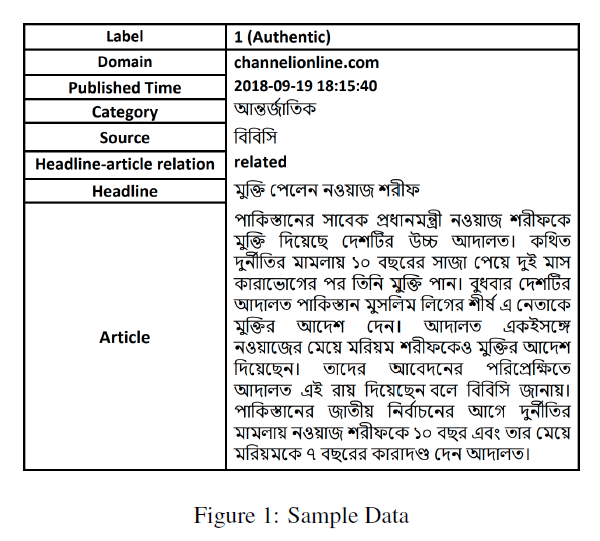 Label 1 (Authentic)
Domain channelionline.com
Published Time 2018-09-19 18:15:40
Category আন্তর্জাতিক
Source বিবিসি
Headline-article relation related
Headline মুক্তি পেলেন নওয়াজ শরীফ
Article
পাকিস্তানের সাবেক প্রধানমন্ত্রী নওয়াজ শরীফকে
মুক্তি দিয়েছে দেশটির উচ্চ আদালত। কথিত
দুর্নীতির মামলায় ১০ বছরের সাজা পেয়ে দুই মাস
কারাভোগের পর তিনি মুক্তি পান। বুধবার দেশটির
আদালত পাকিস্তান মুসলিম লিগের শীর্ষ এ নেতাকে
মুক্তির আদেশ দেন। আদালত একইসঙ্গে
নওয়াজের মেয়ে মরিয়ম শরীফকেও মুক্তির আদেশ
দিয়েছেন। তাদের আবেদনের পরিপ্রেক্ষিতে
আদালত এই রায় দিয়েছেন বলে বিবিসি জানায়।
পাকিস্তানের জাতীয় নির্বাচনের আগে দুর্নীতির
মামলায় নওয়াজ শরীফকে ১০ বছর এবং তার মেয়ে
মরিয়মকে ৭ বছরের কারাদণ্ড দেন আদালত।
Figure 1: Sample Data